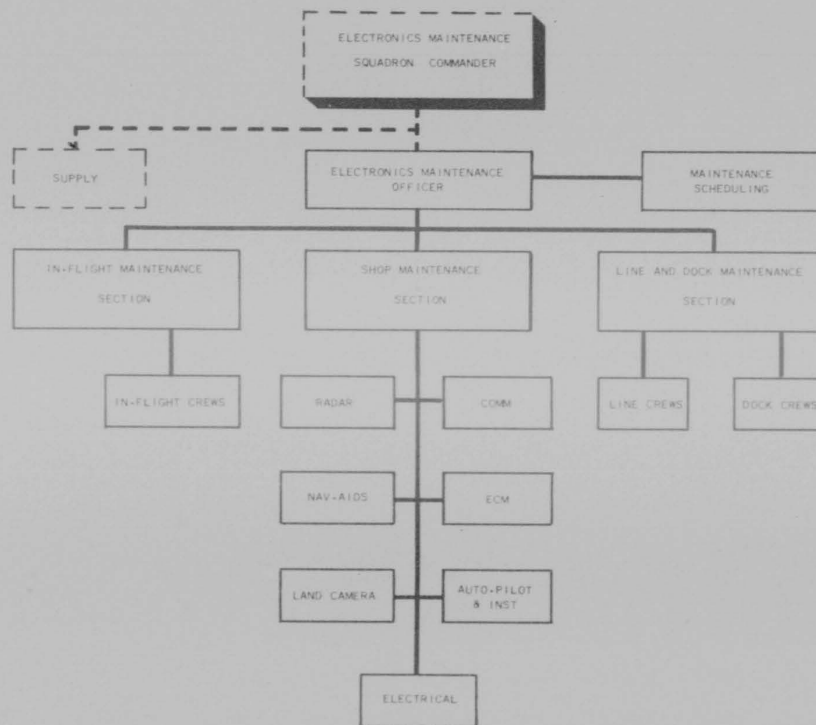 ELECTRONICS MAINTENANCE
SQUADRON COMMANDER
SUPPLY
ELECTRONICS MAINTENANCE
OFFICER
MAINTENANCE
SCHEDULING
IN-FLIGHT MAINTENANCE
SECTION
SHOP MAINTENANCE
SECTION
LINE AND DOCK MAINTENANCE
SECTION
IN-FLIGHT CREWS
RADAR
COMM
LINE CREWS
DOCK CREWS
NAV-AIDS
ECM
LAND CAMERA
AUTO-PILOT
& INST
ELECTRICAL